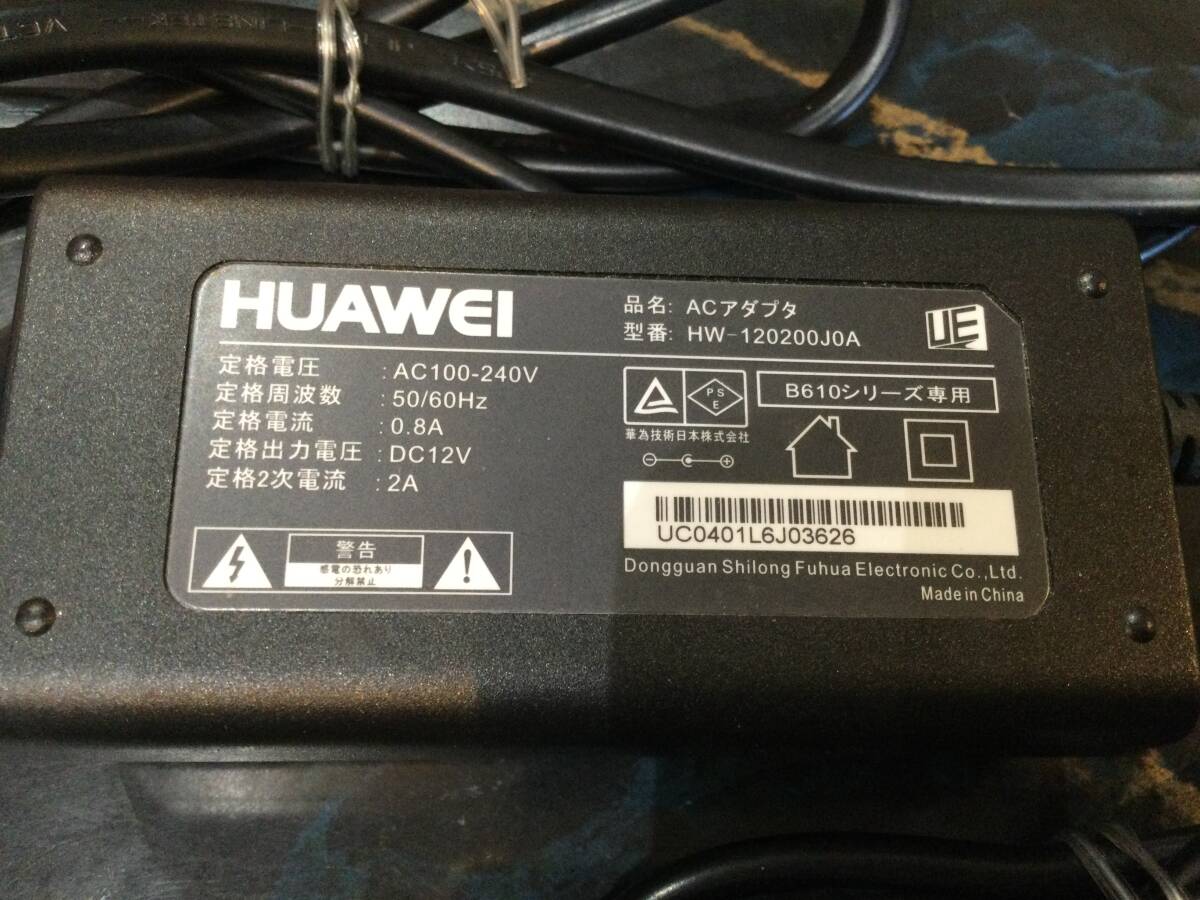 HUAWEI
品名: ACアダプタ
型番: HW-120200J0A
UE
定格電圧 : AC100-240V
定格周波数 : 50/60Hz
定格電流 : 0.8A
定格出力電圧 : DC12V
定格2次電流 : 2A
PS
E
B610シリーズ専用
華為技術日本株式会社
UC0401L6J03626
警告
感電の恐れあり
分解禁止
Dongguan Shilong Fuhua Electronic Co.,Ltd.
Made in China